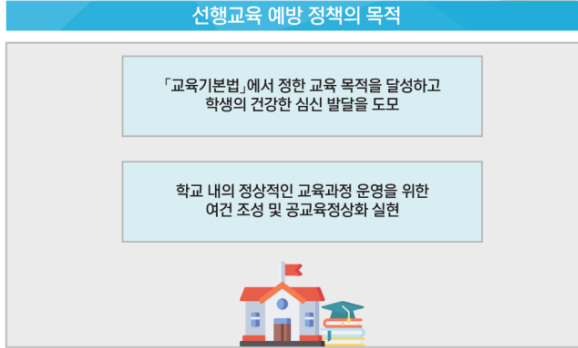 선행교육 예방 정책의 목적
「교육기본법」에서 정한 교육 목적을 달성하고
학생의 건강한 심신 발달을 도모
학교 내의 정상적인 교육과정 운영을 위한
여건 조성 및 공교육정상화 실현